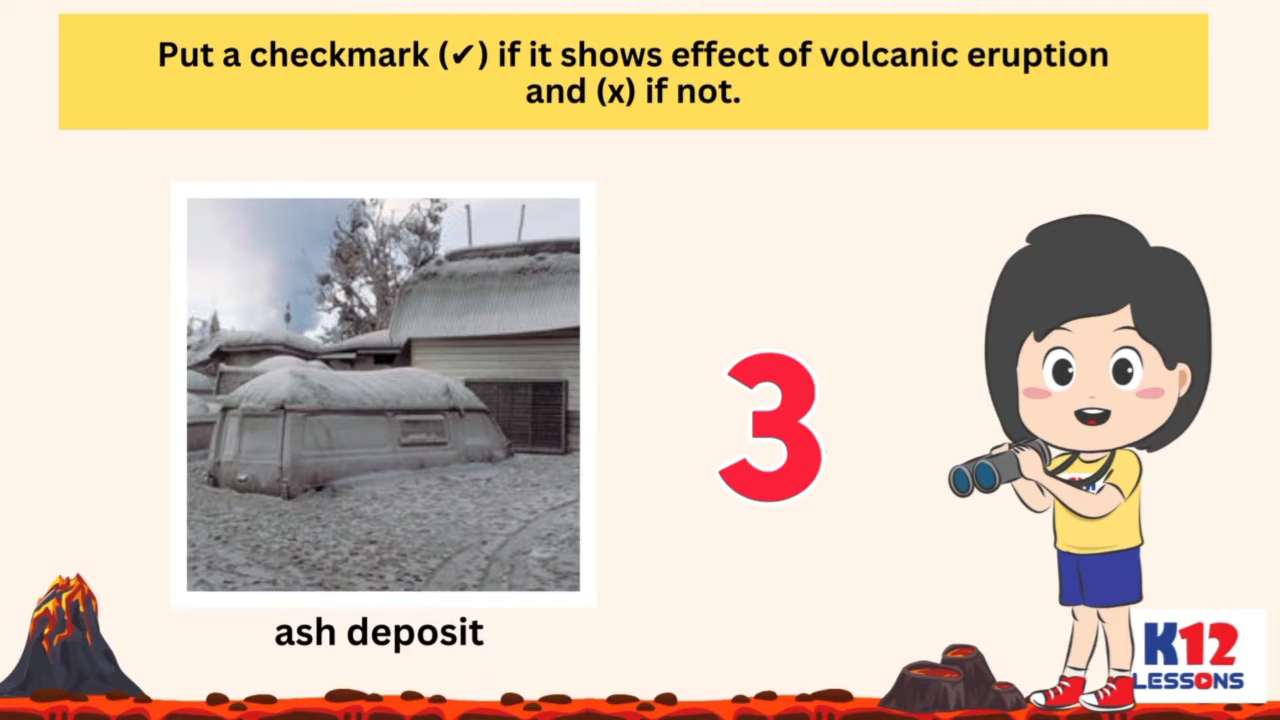 Put a checkmark (✔) if it shows effect of volcanic eruption
and (x) if not.
3
ash deposit
K12
LESSONS